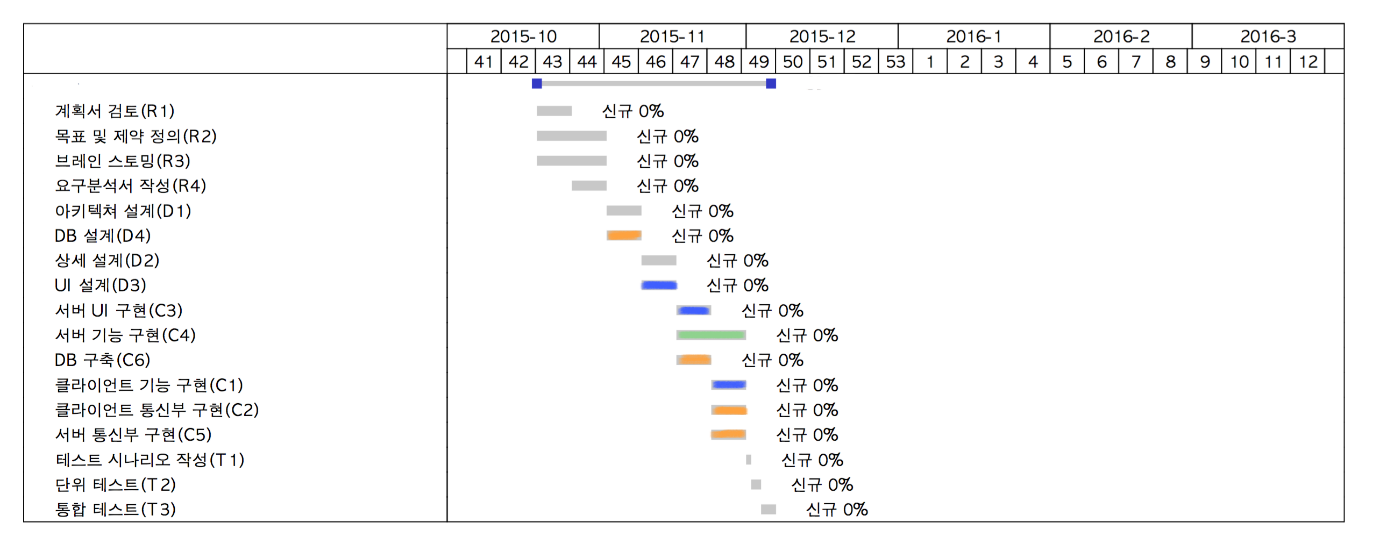 2015-10 2015-11 2015-12 2016-1 2016-2 2016-3
41 42 43 44 45 46 47 48 49 50 51 52 53 1 2 3 4 5 6 7 8 9 10 11 12
계획서 검토(R1) 신규 0%
목표 및 제약 정의(R2) 신규 0%
브레인 스토밍(R3) 신규 0%
요구분석서 작성(R4) 신규 0%
아키텍쳐 설계(D1) 신규 0%
DB 설계(D4) 신규 0%
상세 설계(D2) 신규 0%
UI 설계(D3) 신규 0%
서버 UI 구현(C3) 신규 0%
서버 기능 구현(C4) 신규 0%
DB 구축(C6) 신규 0%
클라이언트 기능 구현(C1) 신규 0%
클라이언트 통신부 구현(C2) 신규 0%
서버 통신부 구현(C5) 신규 0%
테스트 시나리오 작성(T1) 신규 0%
단위 테스트(T2) 신규 0%
통합 테스트(T3) 신규 0%